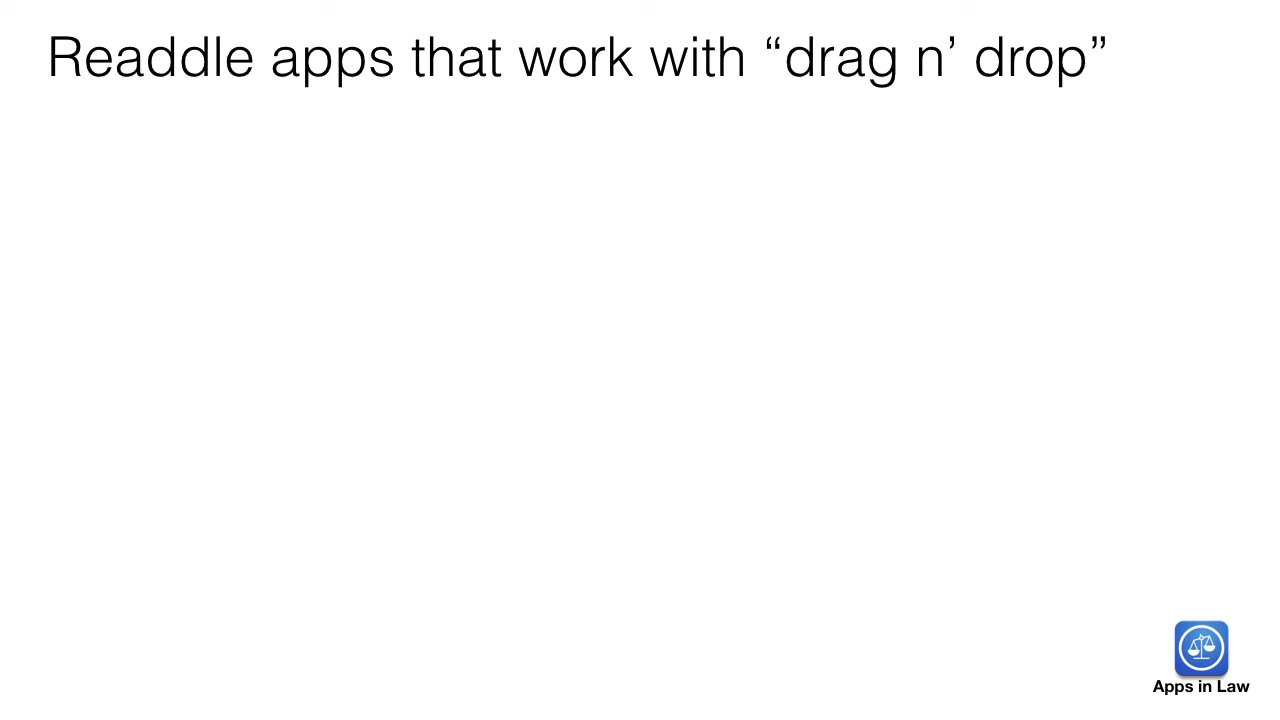 Readdle apps that work with “drag n’ drop”
Apps in Law